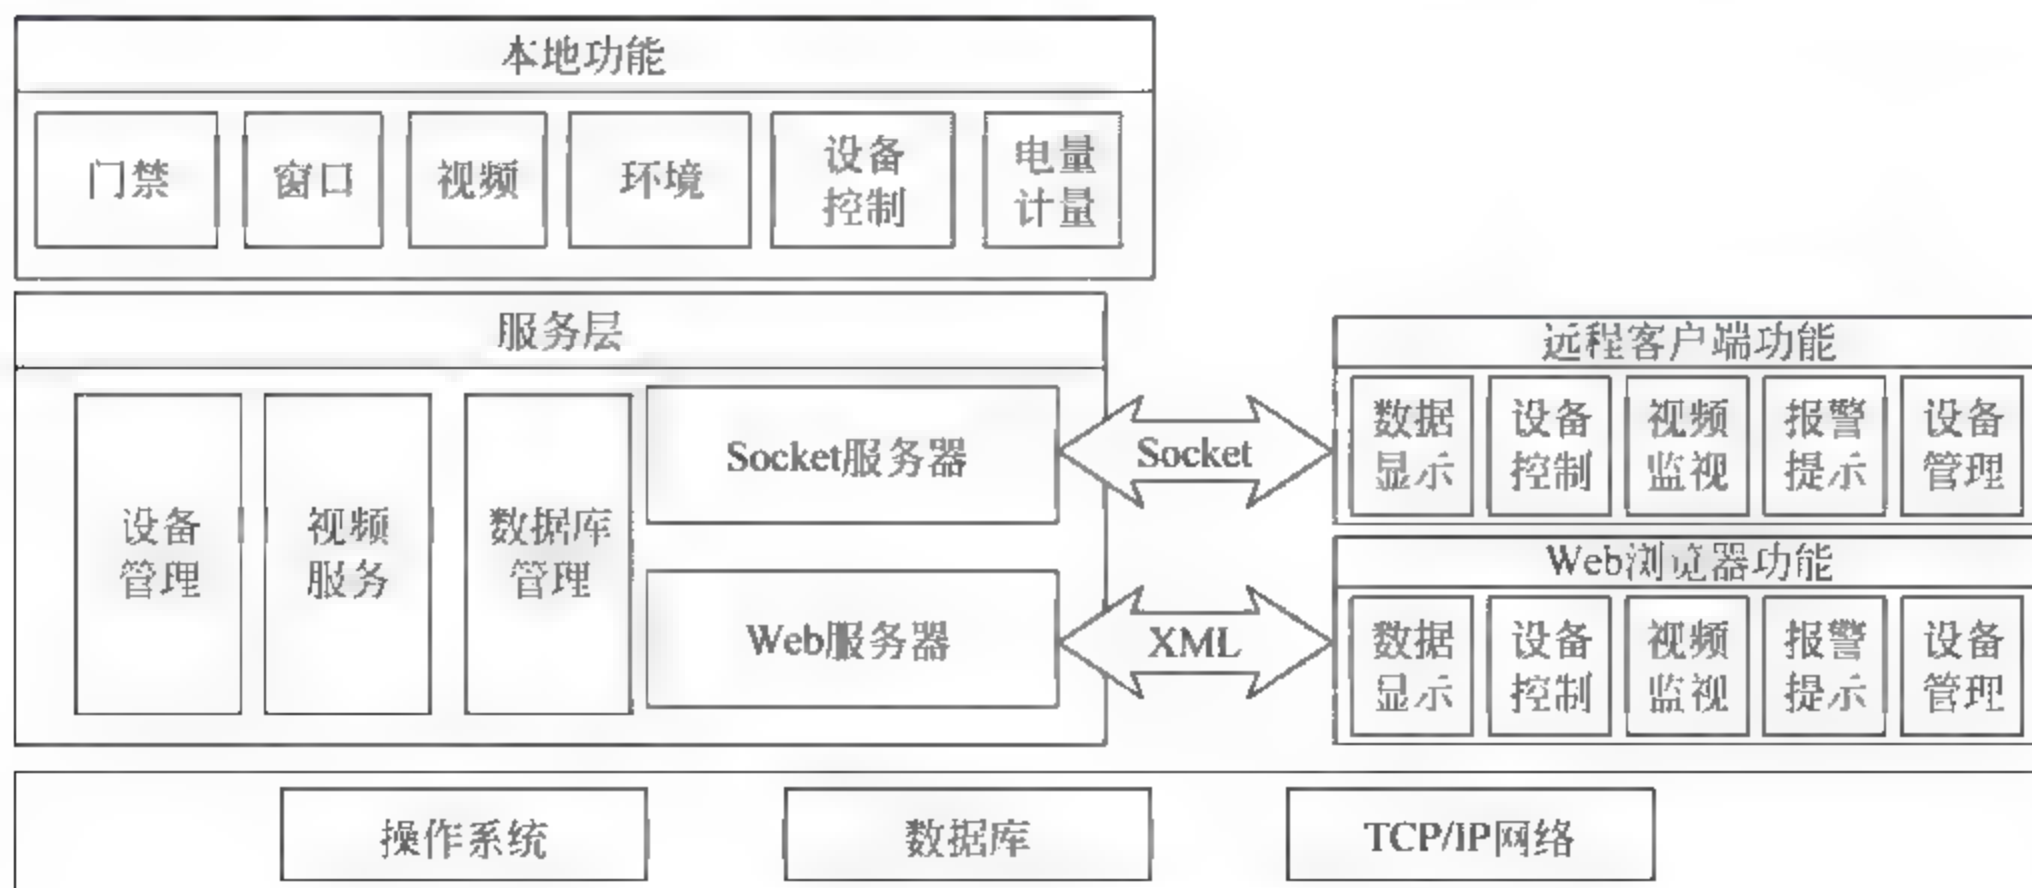 本地功能
门禁
窗口
视频
环境
设备
控制
电量
计量
服务层
设备
管理
视频
服务
数据库
管理
Socket服务器
Web服务器
Socket
XML
远程客户端功能
数据
显示
设备
控制
视频
监视
报警
提示
设备
管理
Web浏览器功能
数据
显示
设备
控制
视频
监视
报警
提示
设备
管理
操作系统
数据库
TCP/IP网络